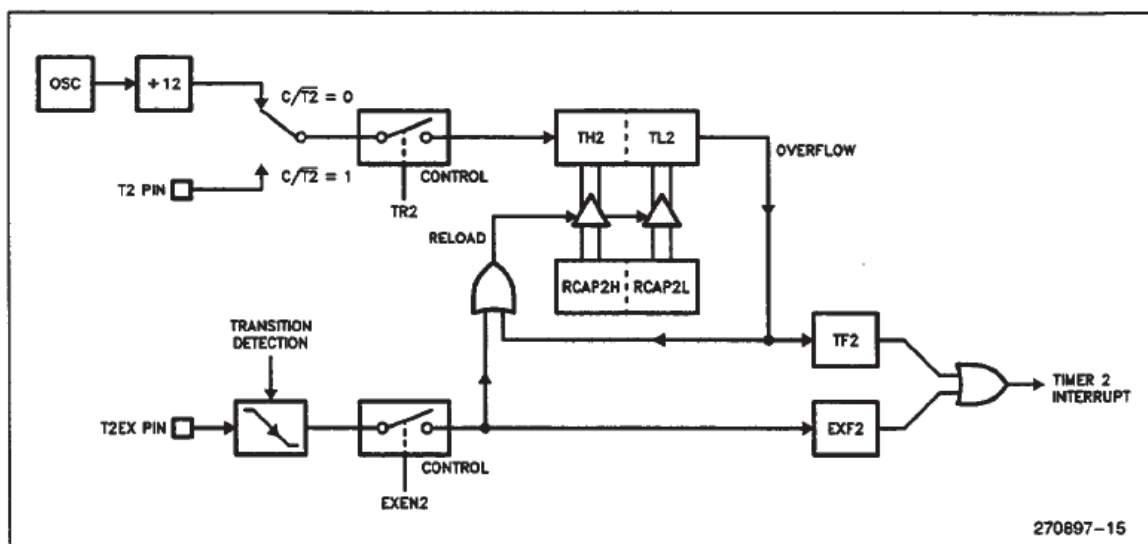 OSC
÷12
C/T2 = 0
TH2
TL2
OVERFLOW
T2 PIN
C/T2 = 1
CONTROL
TR2
RELOAD
RCAP2H
RCAP2L
TRANSITION
DETECTION
TF2
TIMER 2
INTERRUPT
T2EX PIN
EXF2
CONTROL
EXEN2
270897-15